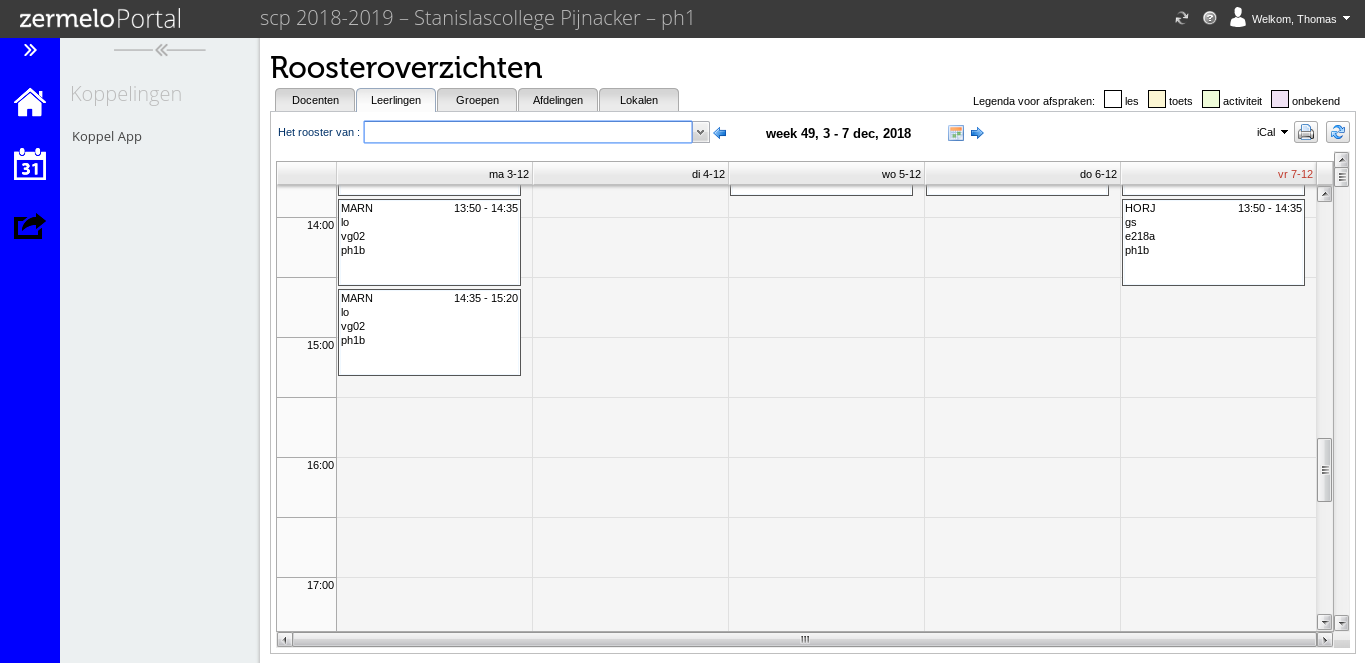 zermeloPortal
scp 2018-2019 – Stanislascollege Pijnacker – ph1
Welkom, Thomas
Koppelingen
Koppel App
31
Roosteroverzichten
Docenten Leerlingen Groepen Afdelingen Lokalen
Legenda voor afspraken: les toets activiteit onbekend
Het rooster van :
week 49, 3 - 7 dec, 2018
iCal
ma 3-12 di 4-12 wo 5-12 do 6-12 vr 7-12
14:00
15:00
16:00
17:00
MARN 13:50 - 14:35
lo
vg02
ph1b
MARN 14:35 - 15:20
lo
vg02
ph1b
HORJ 13:50 - 14:35
gs
e218a
ph1b